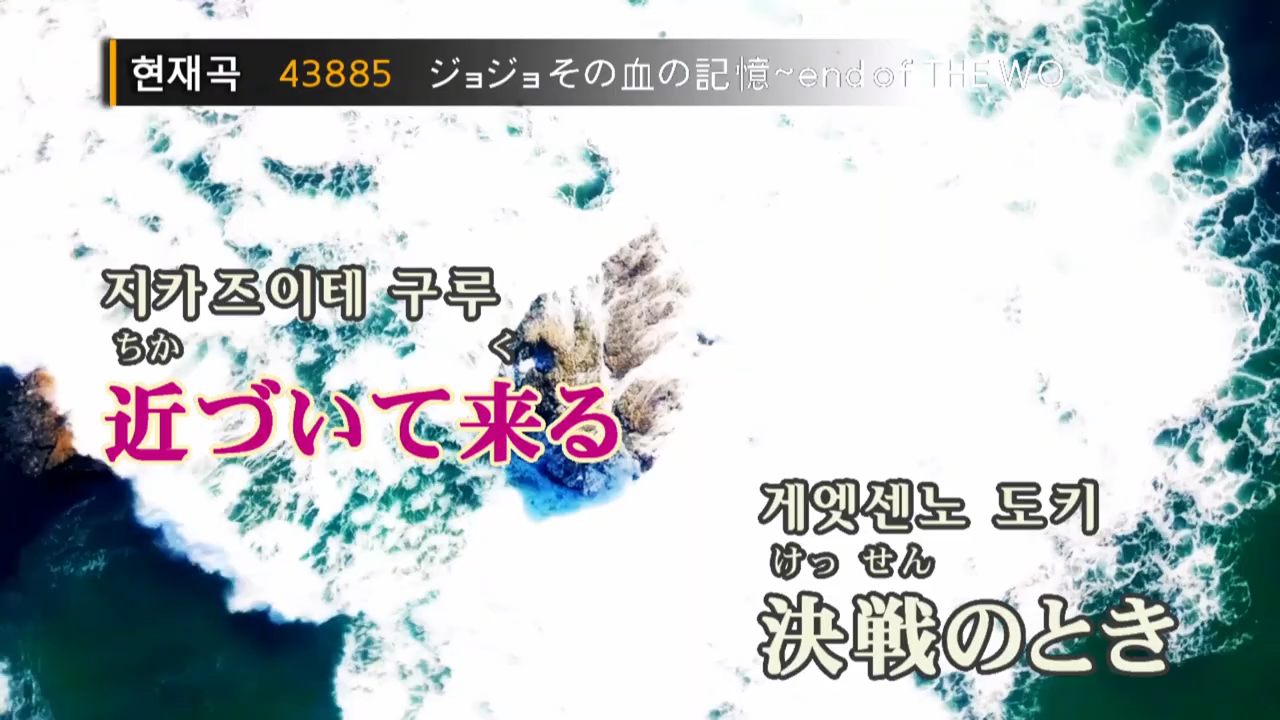 현재곡 43885 ジョジョその血の記憶~end of THE WO
지카즈이테 구루
ちか く
近づいて来る
게엣센노 도키
けっ せん
決戦のとき